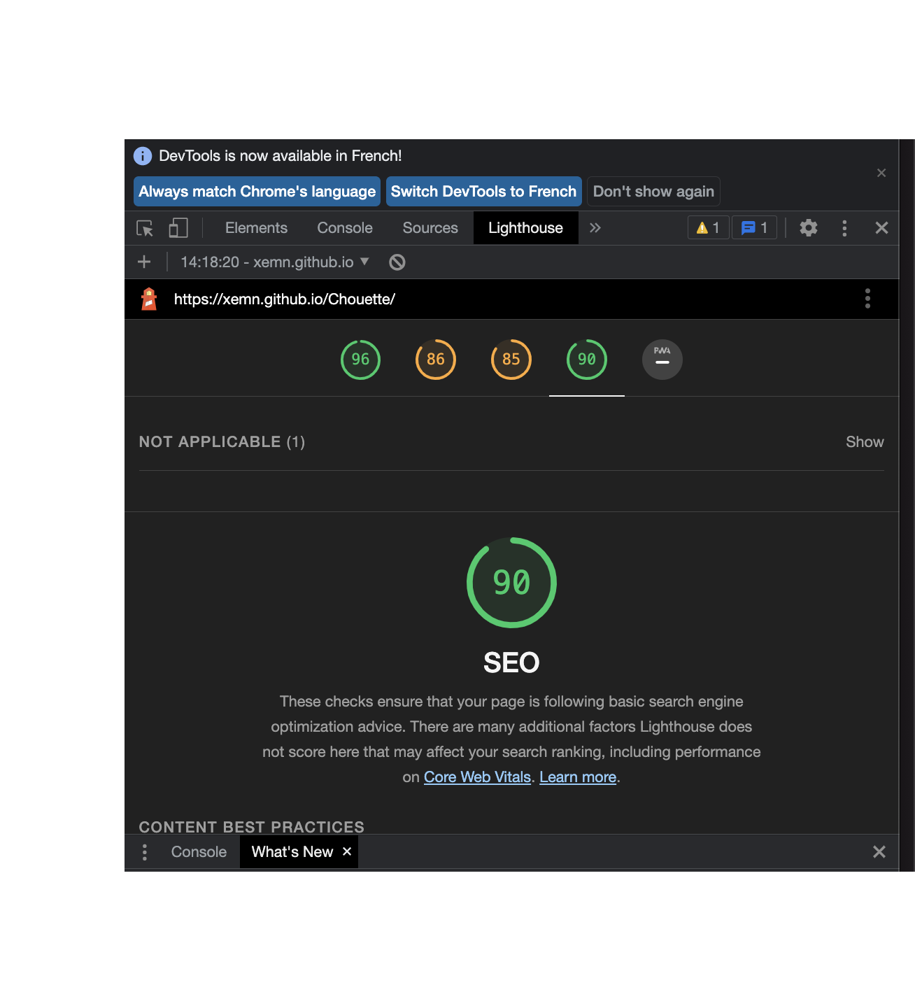 DevTools is now available in French!
Always match Chrome's language Switch DevTools to French Don't show again
Elements Console Sources Lighthouse 1 1
14:18:20 - xemn.github.io
https://xemn.github.io/Chouette/
96 86 85 90 PWA
NOT APPLICABLE (1) Show
90
SEO
These checks ensure that your page is following basic search engine
optimization advice. There are many additional factors Lighthouse does
not score here that may affect your search ranking, including performance
on Core Web Vitals. Learn more.
CONTENT BEST PRACTICES
Console What's New